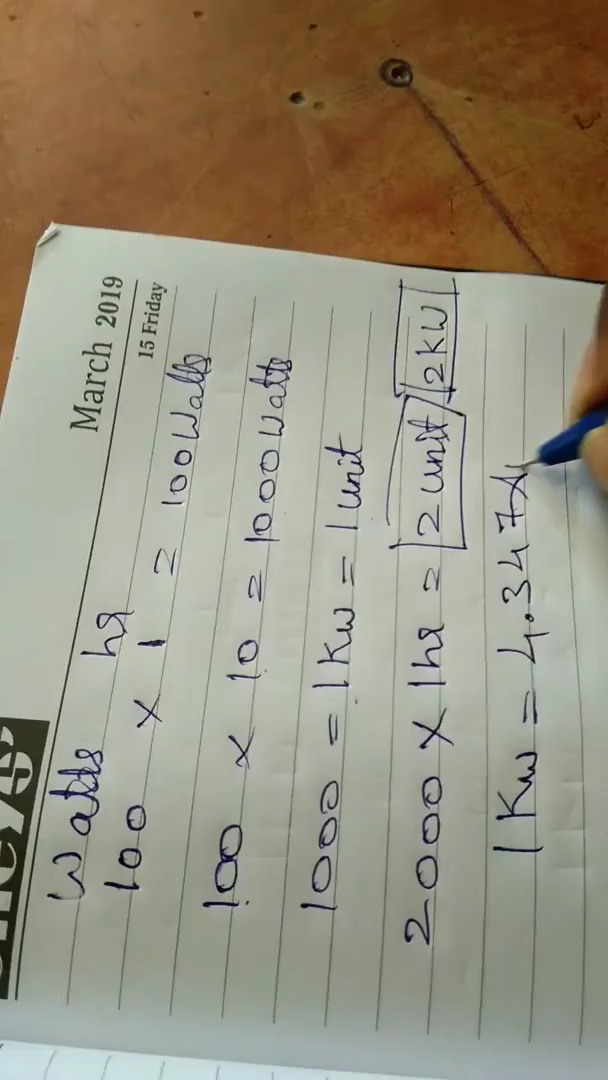 March 2019
15 Friday
Watts hr
100 x 1 = 100 Watts
100 x 10 = 1000 Watts
1000 = 1 Kw = 1 unit
2000 x 1 hr = 2 unit / 2 KW
1 Kw = 4.347A